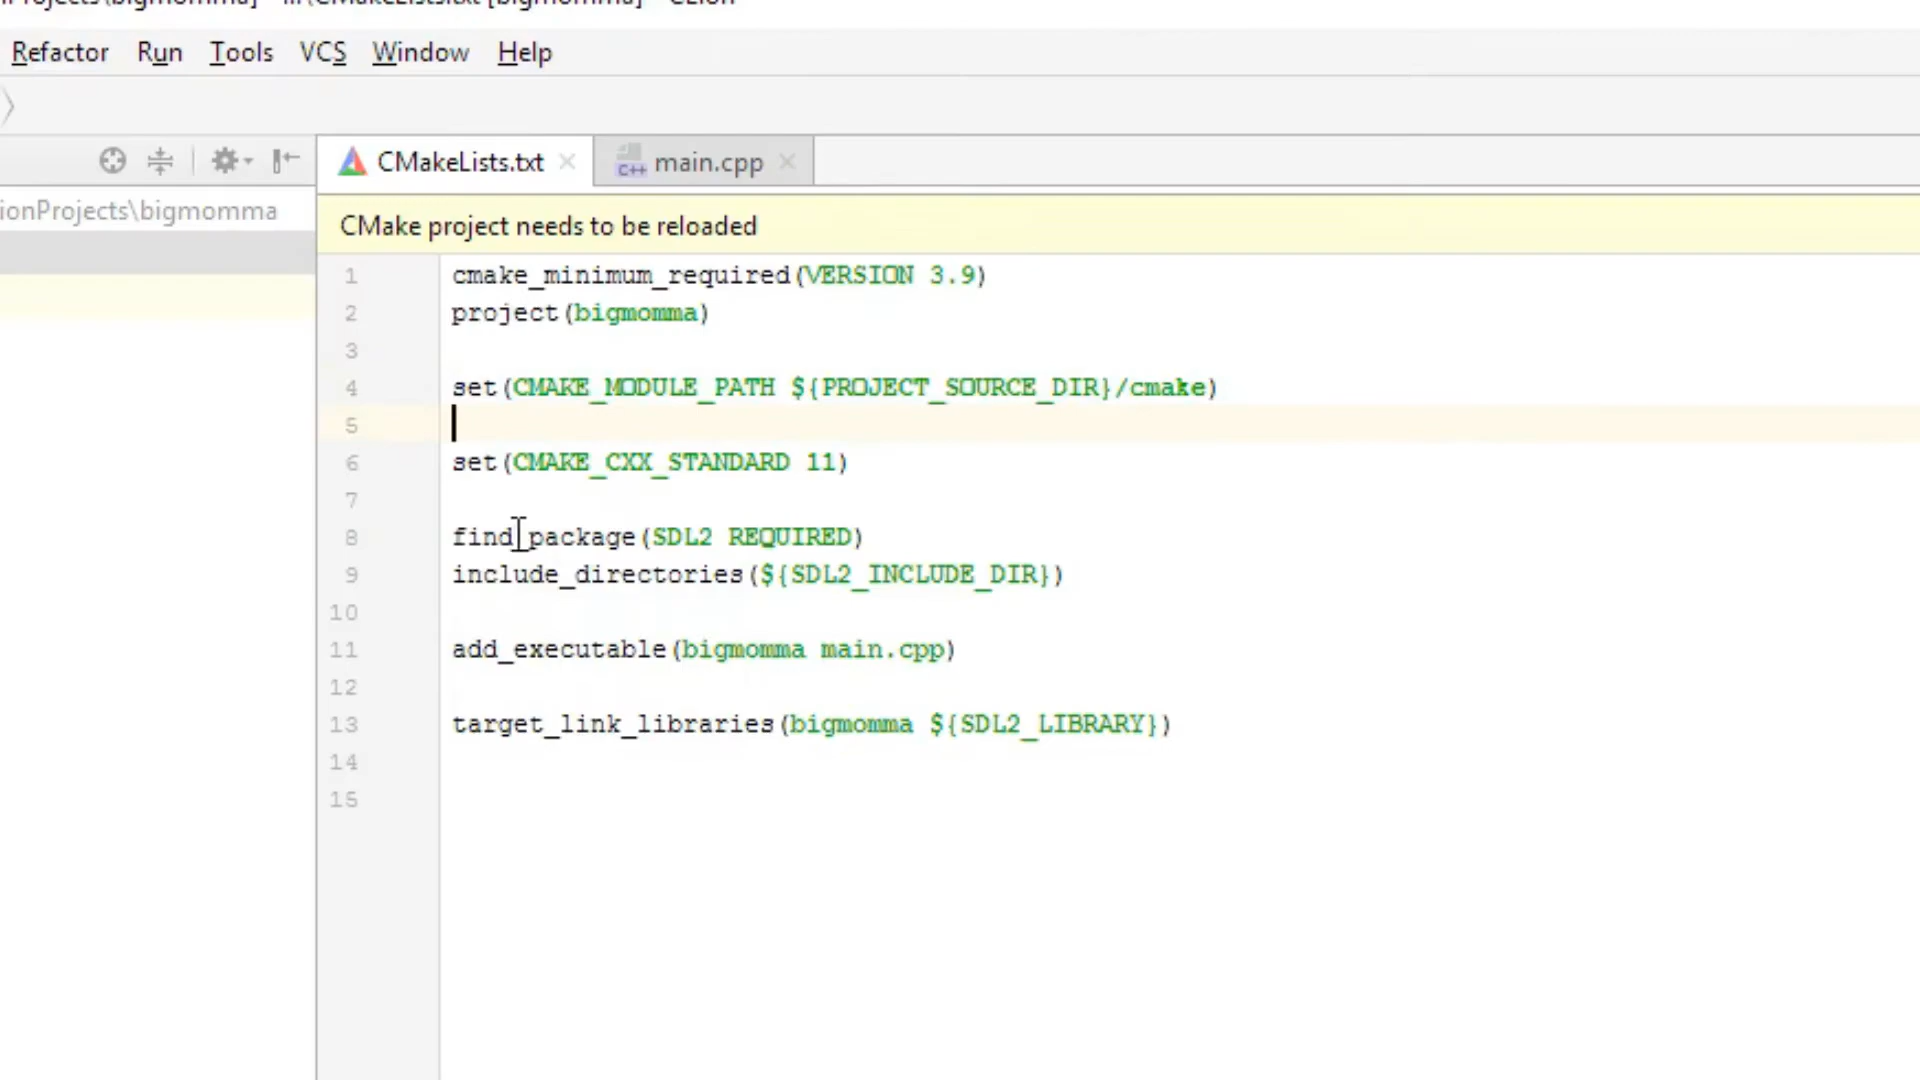 Refactor Run Tools VCS Window Help
CMakeLists.txt main.cpp
ionProjects\bigmomma
CMake project needs to be reloaded
1 cmake_minimum_required(VERSION 3.9)
2 project(bigmomma)
3
4 set(CMAKE_MODULE_PATH ${PROJECT_SOURCE_DIR}/cmake)
5
6 set(CMAKE_CXX_STANDARD 11)
7
8 find_package(SDL2 REQUIRED)
9 include_directories(${SDL2_INCLUDE_DIR})
10
11 add_executable(bigmomma main.cpp)
12
13 target_link_libraries(bigmomma ${SDL2_LIBRARY})
14
15